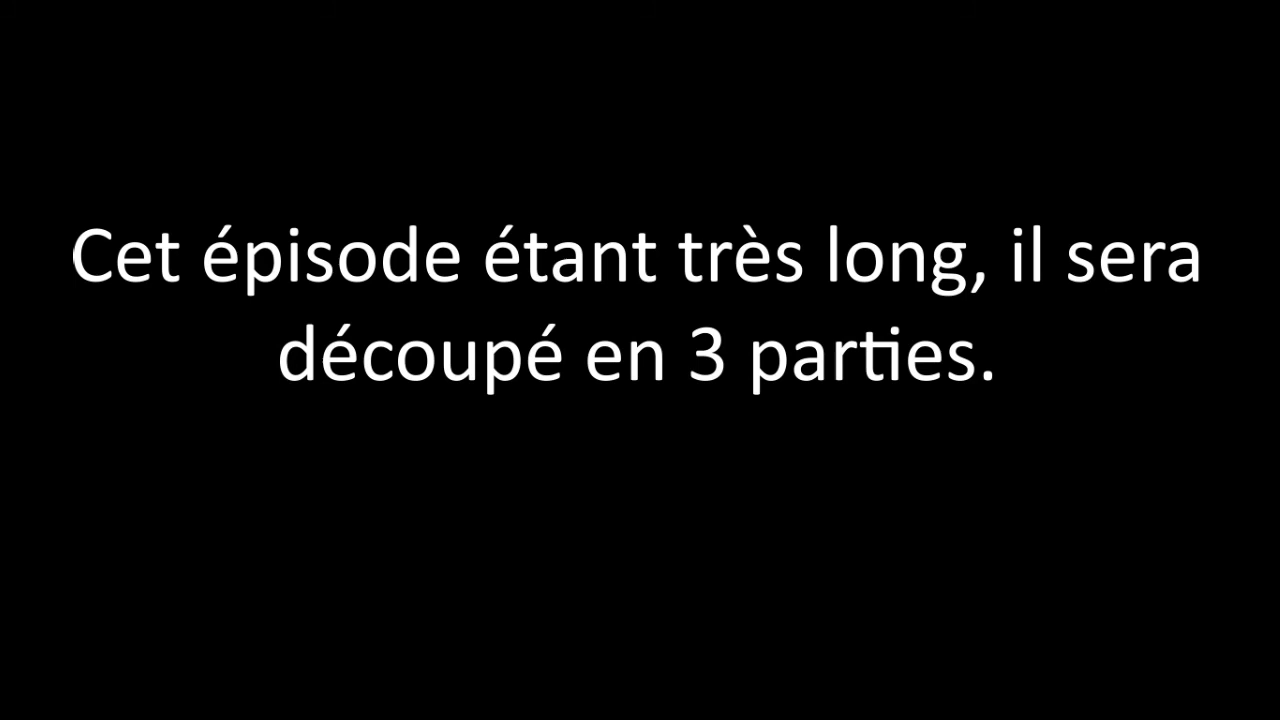 Cet épisode étant très long, il sera
découpé en 3 parties.